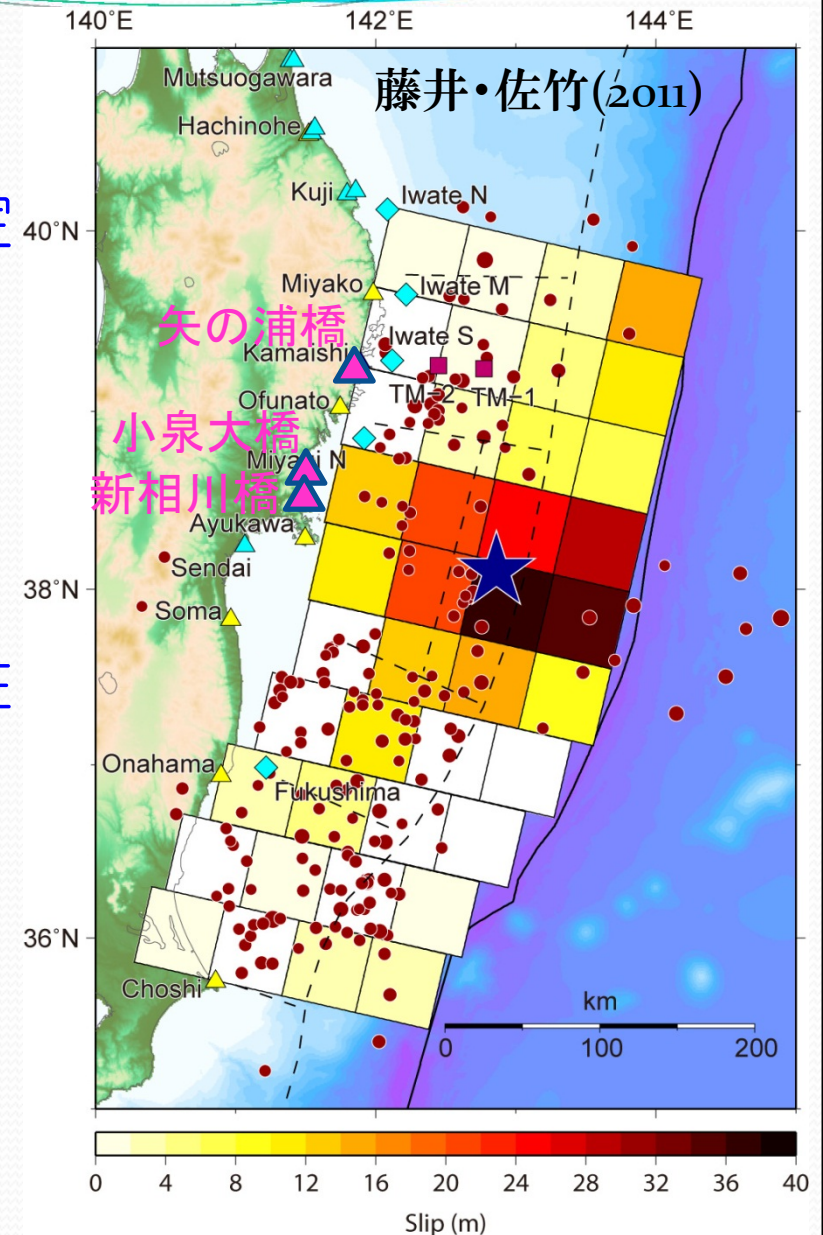 140°E 142°E 144°E
藤井・佐竹(2011)
Mutsuogawara
Hachinohe
Kuji
Iwate N
40°N
Miyako
Iwate M
矢の浦橋
Iwate S
Kamaishi
TM-2 TM-1
Ofunato
小泉大橋
Miyagi N
新相川橋
Ayukawa
38°N
Sendai
Soma
Onahama
Fukushima
36°N
Choshi
km
0 100 200
0 4 8 12 16 20 24 28 32 36 40
Slip (m)